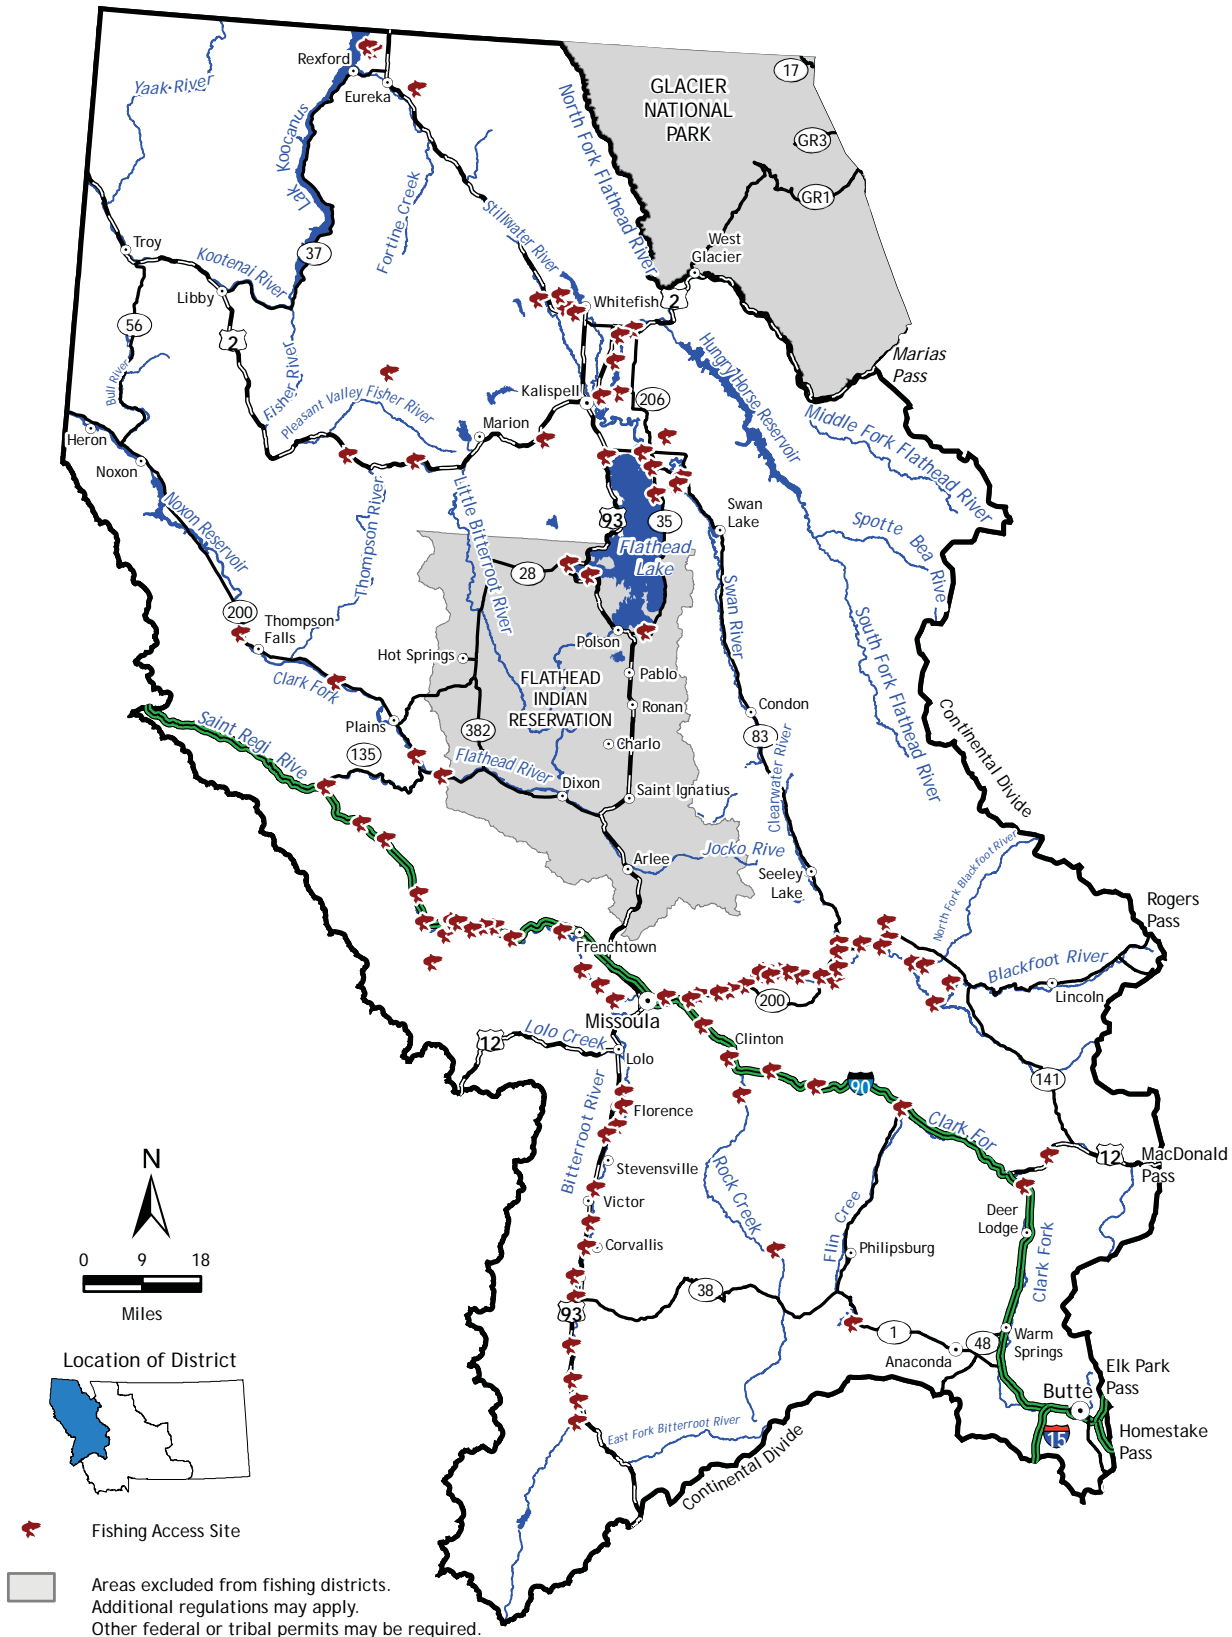 17
GLACIER
NATIONAL
PARK
GR3
GR1
Rexford
Eureka
Yaak River
Lak Koocanus
North Fork Flathead River
Fortine Creek
Stillwater River
West
Glacier
Troy
Kootenai River
37
Libby
Whitefish
2
56
2
Bull River
Fisher River
Pleasant Valley Fisher River
Kalispell
206
Hungry Horse Reservoir
Marias
Pass
Middle Fork Flathead River
Marion
Heron
Noxon
Noxon Reservoir
Thompson River
Little Bitterroot River
93
35
Swan
Lake
Spotte Bea Rive
Flathead
Lake
28
Swan River
200
Thompson
Falls
Polson
Hot Springs
Pablo
South Fork Flathead River
Clark Fork
FLATHEAD
INDIAN
RESERVATION
Ronan
Condon
Continental Divide
Saint Regi Rive
Plains
382
Charlo
83
135
Flathead River
Clearwater River
Dixon
Saint Ignatius
Jocko Rive
Arlee
Seeley
Lake
North Fork Blackfoot River
Rogers
Pass
Frenchtown
Blackfoot River
Lincoln
200
Missoula
Clinton
12
Lolo Creek
Lolo
141
90
Bitterroot River
Florence
Clark For
12
MacDonald
Pass
N
Stevensville
Rock Creek
Victor
Deer
Lodge
Flin Cree
Corvallis
Philipsburg
Clark Fork
0 9 18
Miles
38
93
1
48
Warm
Springs
Anaconda
Location of District
Elk Park
Pass
Butte
Homestake
Pass
15
East Fork Bitterroot River
Continental Divide
Fishing Access Site
Areas excluded from fishing districts.
Additional regulations may apply.
Other federal or tribal permits may be required.